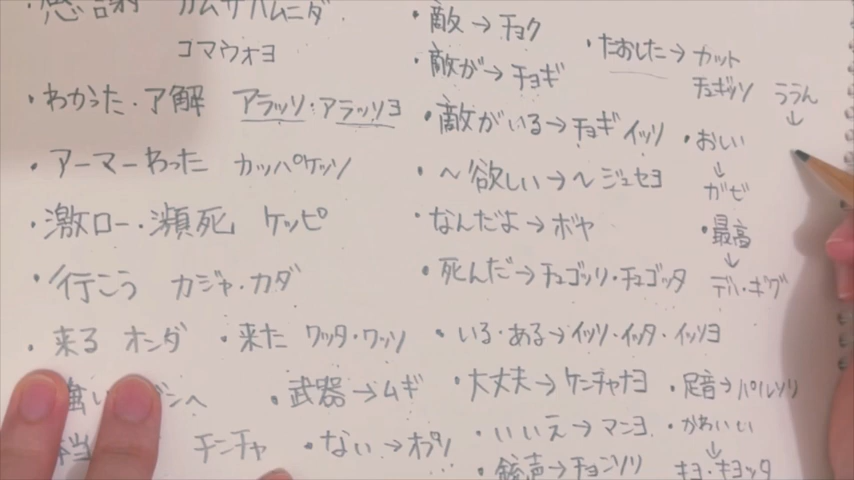 ・感謝 カムサハムニダ
コマウォヨ
・わかった・了解 アラッソ・アラッソヨ
・アーマーわった カッパケッソ
・激ロー・瀕死 ケッピ
・行こう カジャ・カダ
・来る オンダ ・来た ワッタ・ワッソ
強い
・武器→ムギ
本当 チンチャ ・ない→オプソ
・敵→チョク
・敵が→チョギ
・敵がいる→チョギ イッソ
・〜欲しい→〜ジュセヨ
・なんだよ→ボヤ
・死んだ→チュゴッソ・チュゴッタ
・いる・ある→イッソ・イッタ・イッソヨ
・大丈夫→ケンチャナヨ ・足音→パルソリ
・いいえ→マニヨ ・かわいい
↓
キヨ・キヨッタ
・銃声→チョンソリ
・たおした→カット
チュギッソ
・おしい
↓
ガビ
・最高
↓
デバ・ギグ
ううん
↓